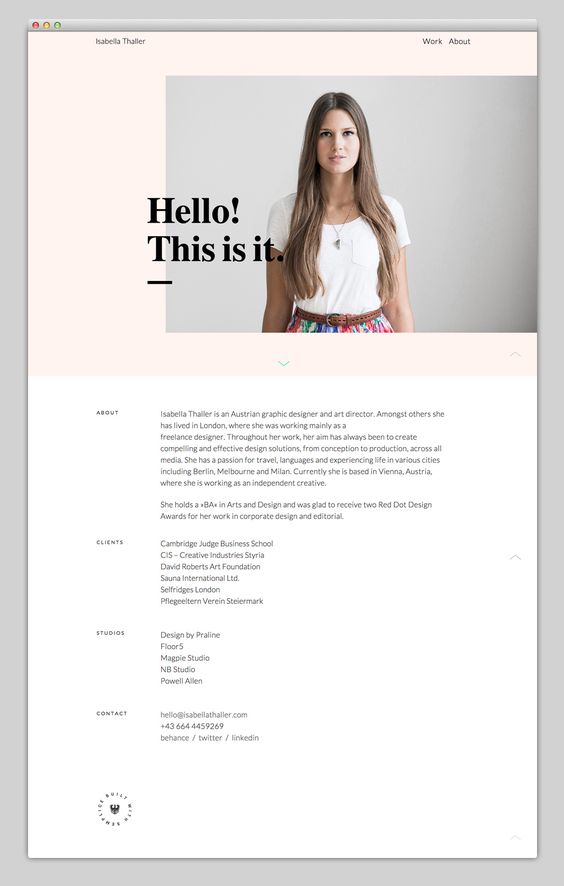 Isabella Thaller
Work About
Hello!
This is it.
ABOUT
Isabella Thaller is an Austrian graphic designer and art director. Amongst others she
has lived in London, where she was working mainly as a
freelance designer. Throughout her work, her aim has always been to create
compelling and effective design solutions, from conception to production, across all
media. She has a passion for travel, languages and experiencing life in various cities
including Berlin, Melbourne and Milan. Currently she is based in Vienna, Austria,
where she is working as an independent creative.
She holds a »BA« in Arts and Design and was glad to receive two Red Dot Design
Awards for her work in corporate design and editorial.
CLIENTS
Cambridge Judge Business School
CIS – Creative Industries Styria
David Roberts Art Foundation
Sauna International Ltd.
Selfridges London
Pflegeeltern Verein Steiermark
STUDIOS
Design by Praline
Floor5
Magpie Studio
NB Studio
Powell Allen
CONTACT
hello@isabellathaller.com
+43 664 4459269
behance / twitter / linkedin
BUILT WITH SEMPLICE